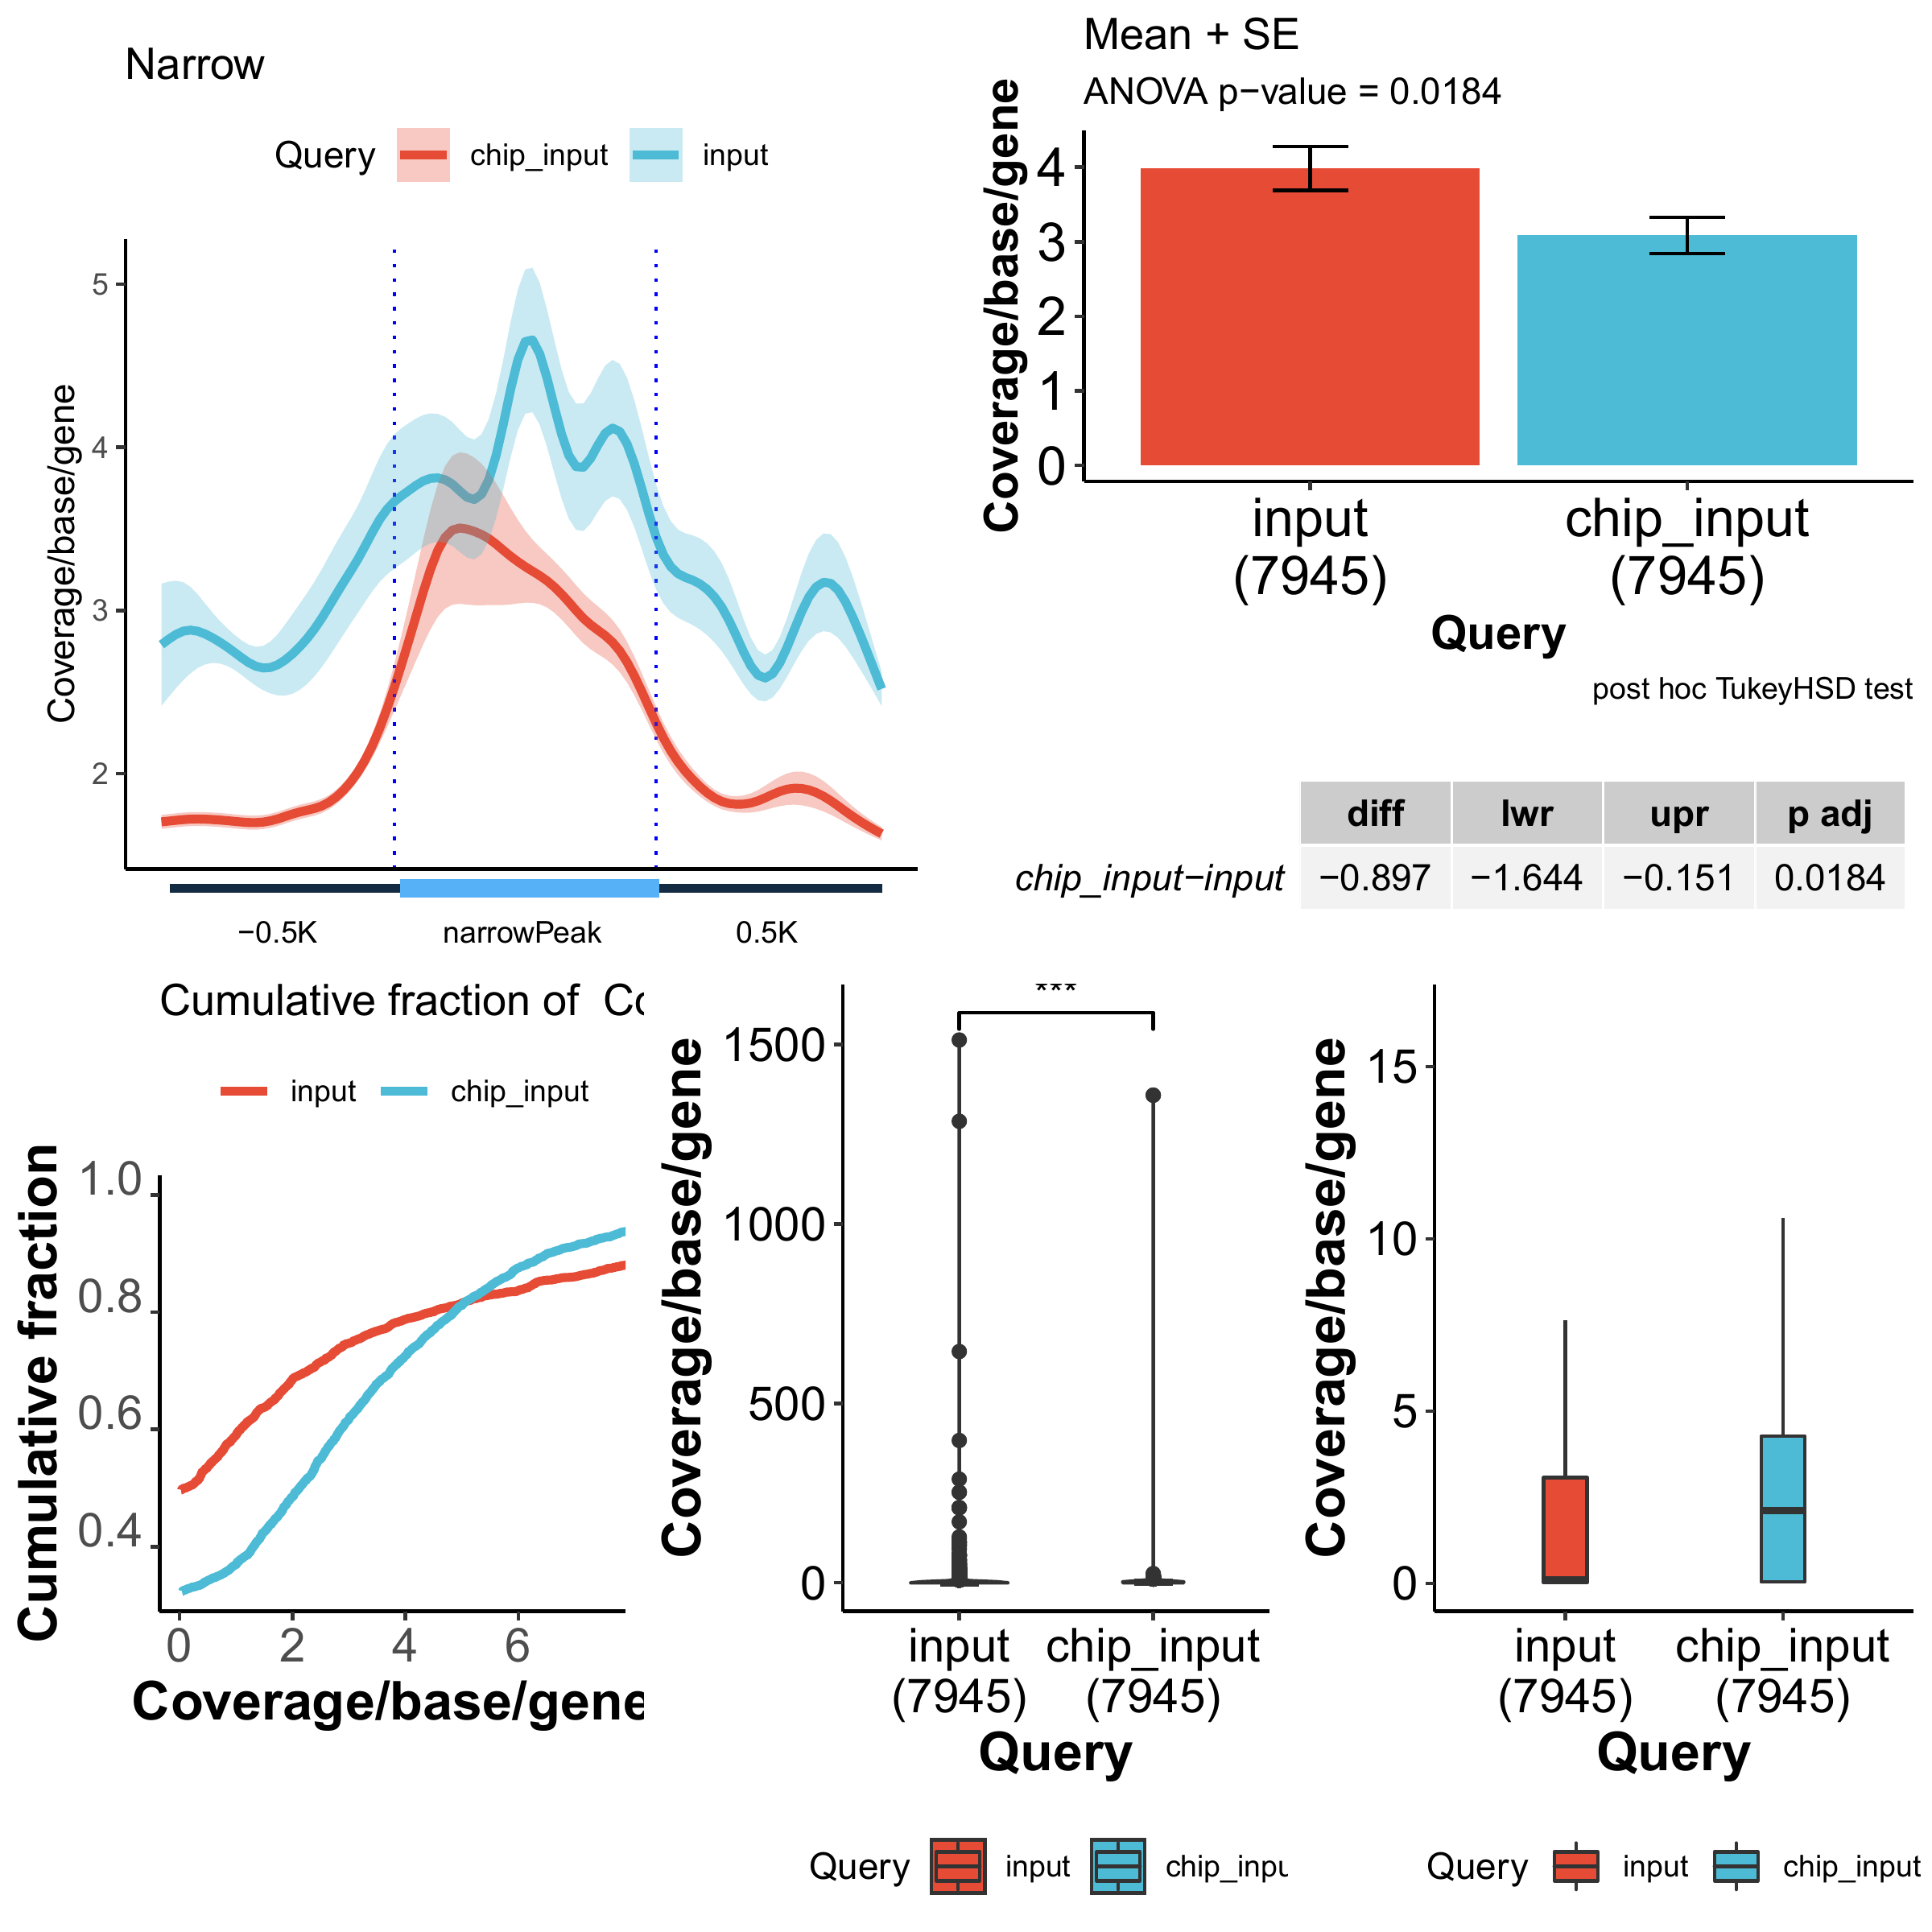 Narrow
Query chip_input input
Coverage/base/gene
5
4
3
2
−0.5K narrowPeak 0.5K
Mean + SE
ANOVA p−value = 0.0184
Coverage/base/gene
4
3
2
1
0
input chip_input
(7945) (7945)
Query
post hoc TukeyHSD test
diff lwr upr p adj
chip_input−input −0.897 −1.644 −0.151 0.0184
Cumulative fraction of
input chip_input
Cumulative fraction
1.0
0.8
0.6
0.4
0 2 4 6
Coverage/base/gene
***
Coverage/base/gene
1500
1000
500
0
input chip_input
(7945) (7945)
Query
Query input chip_inpu
Coverage/base/gene
15
10
5
0
input chip_input
(7945) (7945)
Query
Query input chip_input